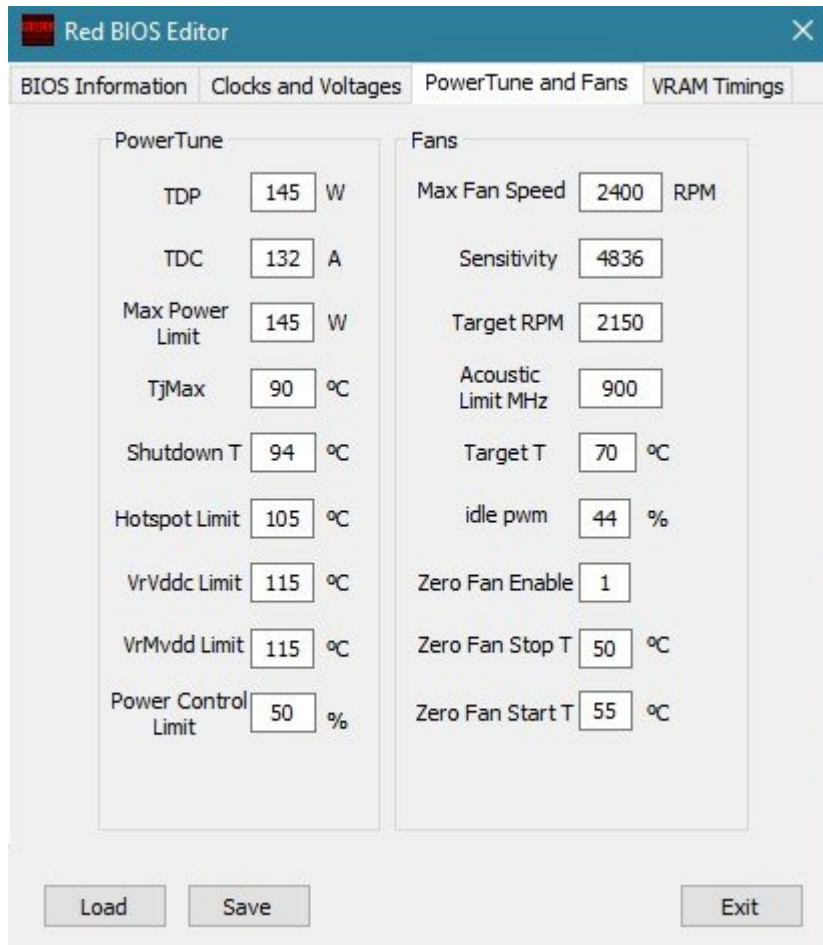 Red BIOS Editor
BIOS Information Clocks and Voltages PowerTune and Fans VRAM Timings
PowerTune
TDP 145 W
TDC 132 A
Max Power
Limit 145 W
TjMax 90 ºC
Shutdown T 94 ºC
Hotspot Limit 105 ºC
VrVddc Limit 115 ºC
VrMvdd Limit 115 ºC
Power Control
Limit 50 %
Fans
Max Fan Speed 2400 RPM
Sensitivity 4836
Target RPM 2150
Acoustic
Limit MHz 900
Target T 70 ºC
idle pwm 44 %
Zero Fan Enable 1
Zero Fan Stop T 50 ºC
Zero Fan Start T 55 ºC
Load Save Exit